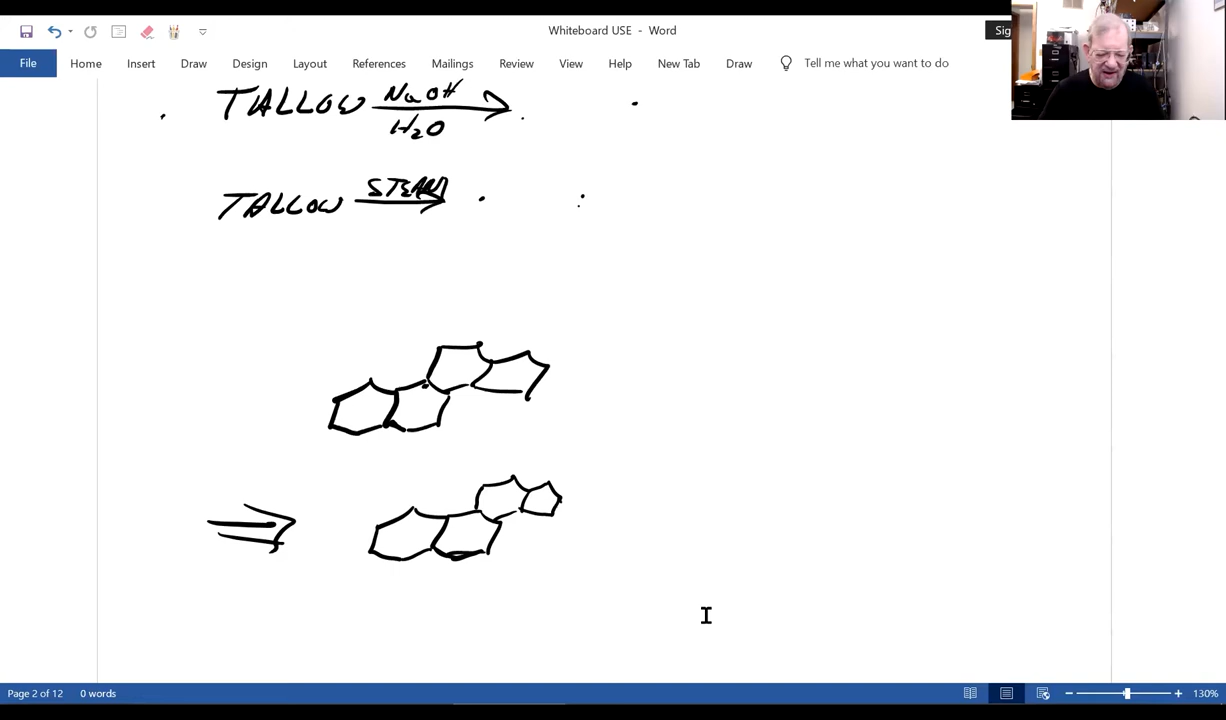 Whiteboard USE - Word
Sig
File Home Insert Draw Design Layout References Mailings Review View Help New Tab Draw Tell me what you want to do
TALLOW NaOH
H₂O
TALLOW STEAM
Page 2 of 12 0 words 130%